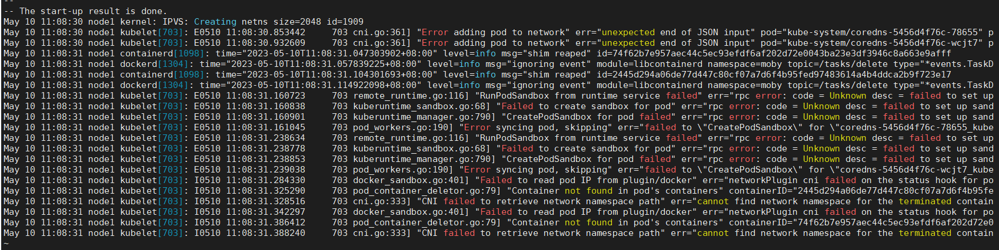 --
-- The start-up result is done.
May 10 11:08:30 node1 kernel: IPVS: Creating netns size=2048 id=1909
May 10 11:08:30 node1 kubelet[703]: E0510 11:08:30.853442     703 cni.go:361] "Error adding pod to network" err="unexpected end of JSON input" pod="kube-system/coredns-5456d4f76c-78655" p
May 10 11:08:30 node1 kubelet[703]: E0510 11:08:30.932609     703 cni.go:361] "Error adding pod to network" err="unexpected end of JSON input" pod="kube-system/coredns-5456d4f76c-wcjt7" p
May 10 11:08:31 node1 containerd[1098]: time="2023-05-10T11:08:31.047303902+08:00" level=info msg="shim reaped" id=74f62b7e957aec44c5ec93efdf6af202d72e0043ba23e3df3946c8a663e9afff
May 10 11:08:31 node1 dockerd[1304]: time="2023-05-10T11:08:31.057839225+08:00" level=info msg="ignoring event" module=libcontainerd namespace=moby topic=/tasks/delete type="*events.TaskD
May 10 11:08:31 node1 containerd[1098]: time="2023-05-10T11:08:31.104301693+08:00" level=info msg="shim reaped" id=2445d294a06de77d447c80cf07a7d6f4b95fed97483614a4b4ddca2b9f723e17
May 10 11:08:31 node1 dockerd[1304]: time="2023-05-10T11:08:31.114922098+08:00" level=info msg="ignoring event" module=libcontainerd namespace=moby topic=/tasks/delete type="*events.TaskD
May 10 11:08:31 node1 kubelet[703]: E0510 11:08:31.160723     703 remote_runtime.go:116] "RunPodSandbox from runtime service failed" err="rpc error: code = Unknown desc = failed to set up
May 10 11:08:31 node1 kubelet[703]: E0510 11:08:31.160838     703 kuberuntime_sandbox.go:68] "Failed to create sandbox for pod" err="rpc error: code = Unknown desc = failed to set up sand
May 10 11:08:31 node1 kubelet[703]: E0510 11:08:31.160901     703 kuberuntime_manager.go:790] "CreatePodSandbox for pod failed" err="rpc error: code = Unknown desc = failed to set up sand
May 10 11:08:31 node1 kubelet[703]: E0510 11:08:31.161045     703 pod_workers.go:190] "Error syncing pod, skipping" err="failed to \"CreatePodSandbox\" for \"coredns-5456d4f76c-78655_kube
May 10 11:08:31 node1 kubelet[703]: E0510 11:08:31.238634     703 remote_runtime.go:116] "RunPodSandbox from runtime service failed" err="rpc error: code = Unknown desc = failed to set up
May 10 11:08:31 node1 kubelet[703]: E0510 11:08:31.238778     703 kuberuntime_sandbox.go:68] "Failed to create sandbox for pod" err="rpc error: code = Unknown desc = failed to set up sand
May 10 11:08:31 node1 kubelet[703]: E0510 11:08:31.238853     703 kuberuntime_manager.go:790] "CreatePodSandbox for pod failed" err="rpc error: code = Unknown desc = failed to set up sand
May 10 11:08:31 node1 kubelet[703]: E0510 11:08:31.239038     703 pod_workers.go:190] "Error syncing pod, skipping" err="failed to \"CreatePodSandbox\" for \"coredns-5456d4f76c-wcjt7_kube
May 10 11:08:31 node1 kubelet[703]: I0510 11:08:31.284330     703 docker_sandbox.go:401] "Failed to read pod IP from plugin/docker" err="networkPlugin cni failed on the status hook for po
May 10 11:08:31 node1 kubelet[703]: I0510 11:08:31.325290     703 pod_container_deletor.go:79] "Container not found in pod's containers" containerID="2445d294a06de77d447c80cf07a7d6f4b95fe
May 10 11:08:31 node1 kubelet[703]: I0510 11:08:31.328516     703 cni.go:333] "CNI failed to retrieve network namespace path" err="cannot find network namespace for the terminated contain
May 10 11:08:31 node1 kubelet[703]: I0510 11:08:31.342297     703 docker_sandbox.go:401] "Failed to read pod IP from plugin/docker" err="networkPlugin cni failed on the status hook for po
May 10 11:08:31 node1 kubelet[703]: I0510 11:08:31.386412     703 pod_container_deletor.go:79] "Container not found in pod's containers" containerID="74f62b7e957aec44c5ec93efdf6af202d72e0
May 10 11:08:31 node1 kubelet[703]: I0510 11:08:31.388240     703 cni.go:333] "CNI failed to retrieve network namespace path" err="cannot find network namespace for the terminated contain
~